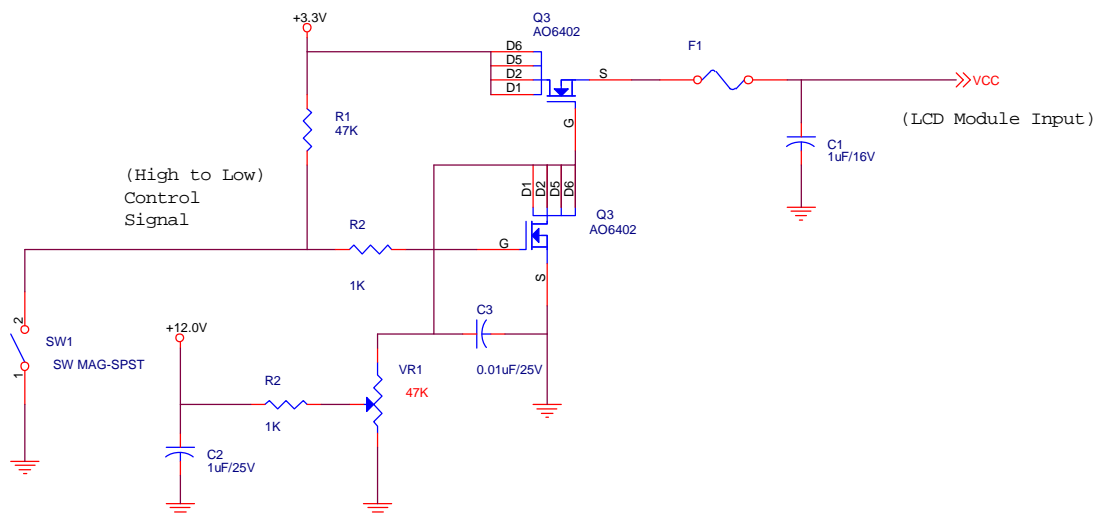 +3.3V
Q3
AO6402
D6
D5
D2
D1
S
G
F1
VCC
(LCD Module Input)
C1
1uF/16V
R1
47K
(High to Low)
Control
Signal
D1
D2
D5
D6
Q3
AO6402
R2
1K
G
S
2
1
SW1
SW MAG-SPST
+12.0V
C3
0.01uF/25V
VR1
47K
R2
1K
C2
1uF/25V